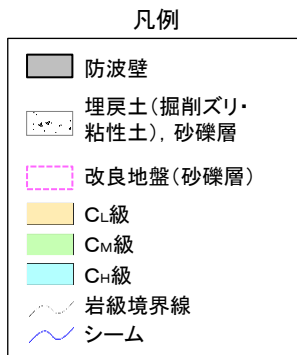 凡例
防波壁
埋戻土(掘削ズリ・
粘性土),砂礫層
改良地盤(砂礫層)
CL級
CM級
CH級
岩級境界線
シーム